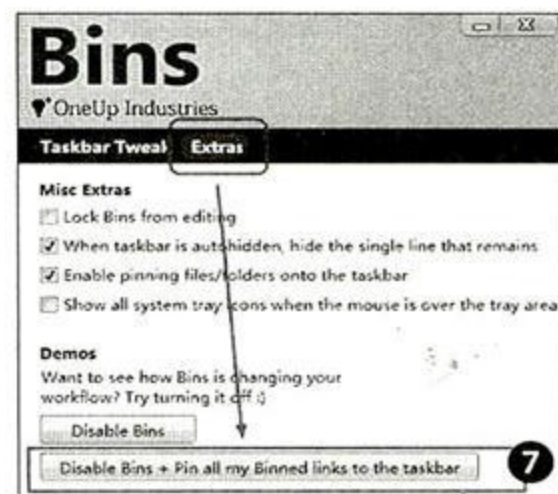 Bins
OneUp Industries
Taskbar Tweak Extras
Misc Extras
Lock Bins from editing
When taskbar is autohidden, hide the single line that remains
Enable pinning files/folders onto the taskbar
Show all system tray icons when the mouse is over the tray area
Demos
Want to see how Bins is changing your
workflow? Try turning it off :)
Disable Bins
Disable Bins + Pin all my Binned links to the taskbar
7